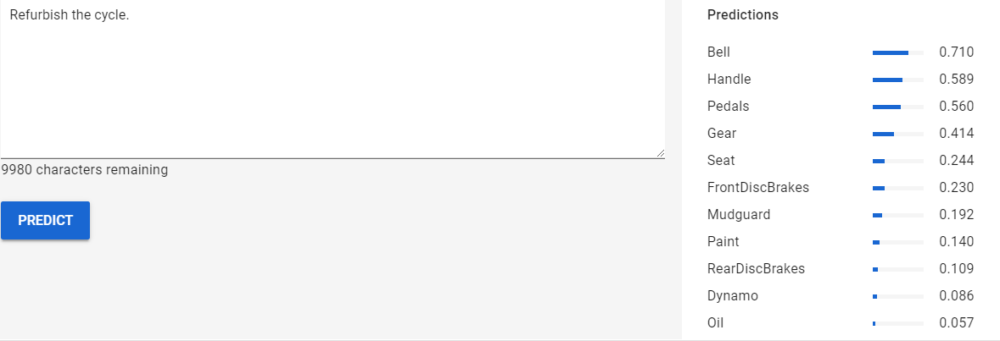 Refurbish the cycle.
9980 characters remaining
PREDICT
Predictions
Bell 0.710
Handle 0.589
Pedals 0.560
Gear 0.414
Seat 0.244
FrontDiscBrakes 0.230
Mudguard 0.192
Paint 0.140
RearDiscBrakes 0.109
Dynamo 0.086
Oil 0.057